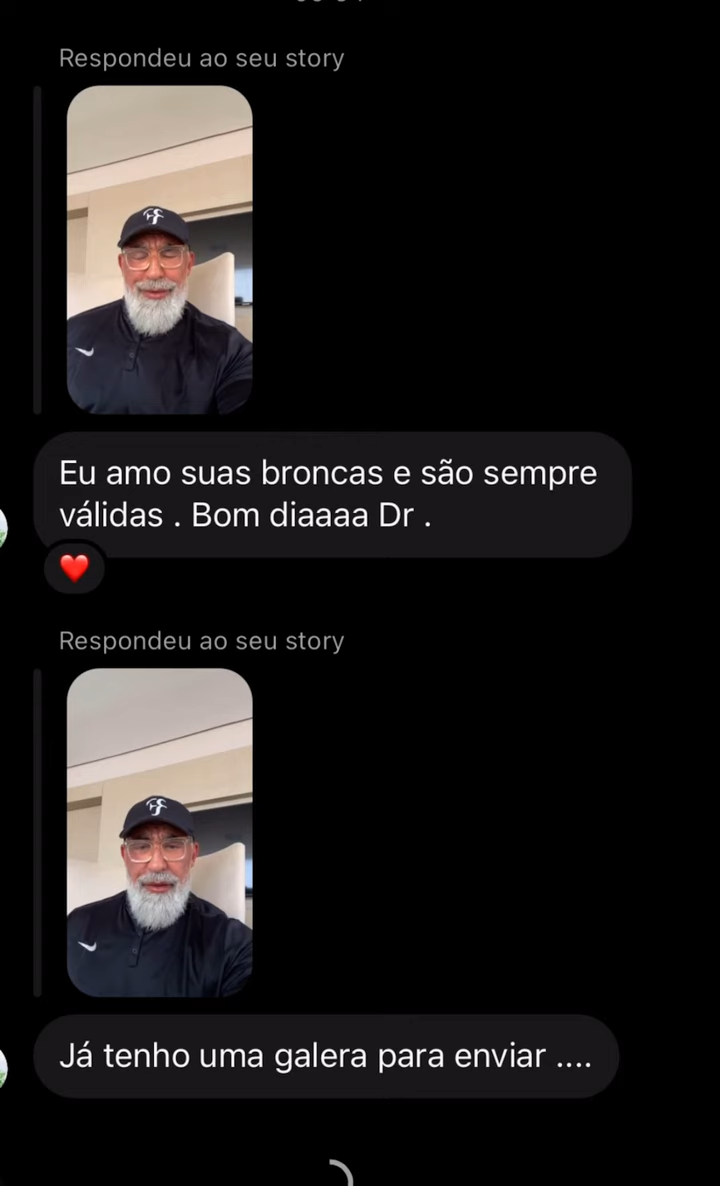 Respondeu ao seu story
Eu amo suas broncas e são sempre
válidas . Bom diaaaa Dr .
Respondeu ao seu story
Já tenho uma galera para enviar ....